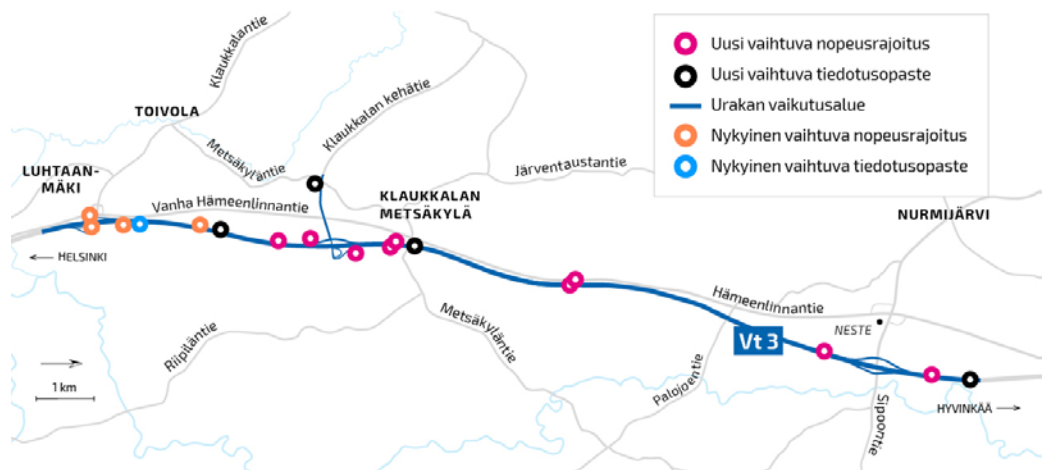 Uusi vaihtuva nopeusrajoitus
Uusi vaihtuva tiedotusopaste
Urakan vaikutusalue
Nykyinen vaihtuva nopeusrajoitus
Nykyinen vaihtuva tiedotusopaste
Klaukkalantie
Klaukkalan kehätie
TOIVOLA
Metsäkyläntie
Järventaustantie
LUHTAAN-
MÄKI
Vanha Hämeenlinnantie
KLAUKKALAN
METSÄKYLÄ
NURMIJÄRVI
HELSINKI
Hämeenlinnantie
Metsäkyläntie
NESTE
Vt 3
Riipiläntie
Palojoentie
1 km
Sipoontie
HYVINKÄÄ